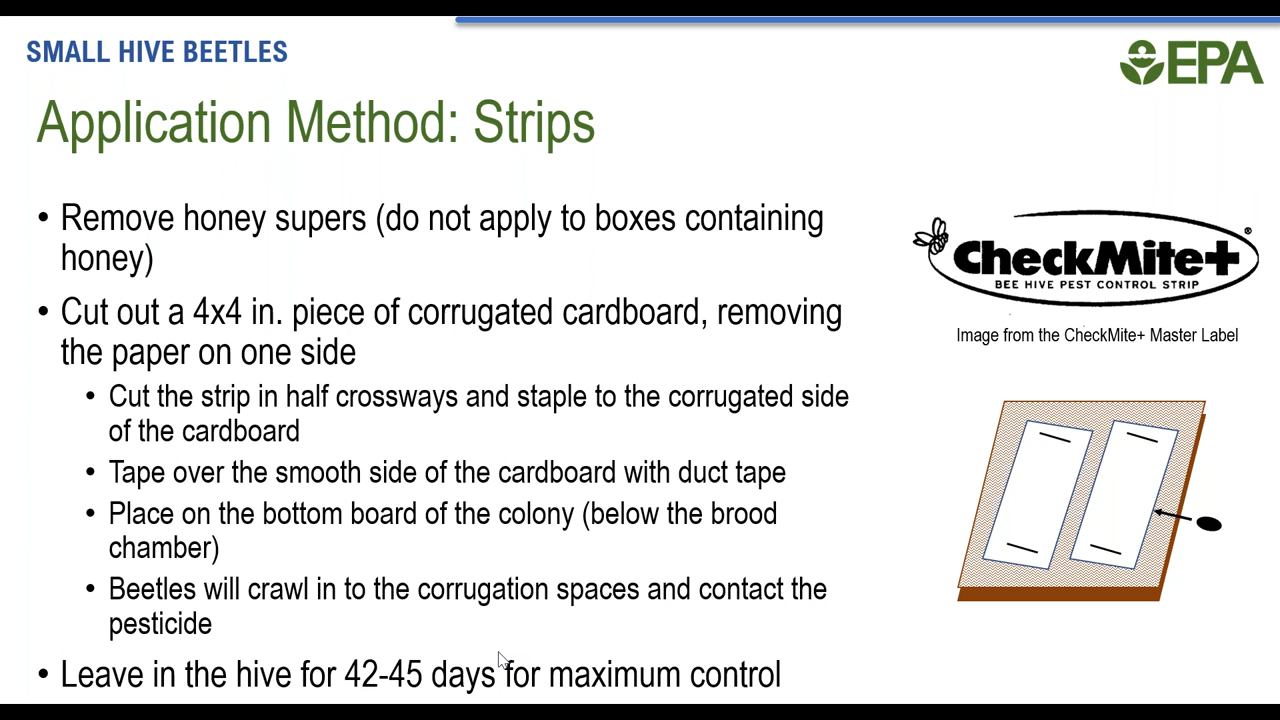 SMALL HIVE BEETLES
EPA
Application Method: Strips
• Remove honey supers (do not apply to boxes containing
honey)
• Cut out a 4x4 in. piece of corrugated cardboard, removing
the paper on one side
• Cut the strip in half crossways and staple to the corrugated side
of the cardboard
• Tape over the smooth side of the cardboard with duct tape
• Place on the bottom board of the colony (below the brood
chamber)
• Beetles will crawl in to the corrugation spaces and contact the
pesticide
• Leave in the hive for 42-45 days for maximum control
CheckMite+®
BEE HIVE PEST CONTROL STRIP
Image from the CheckMite+ Master Label